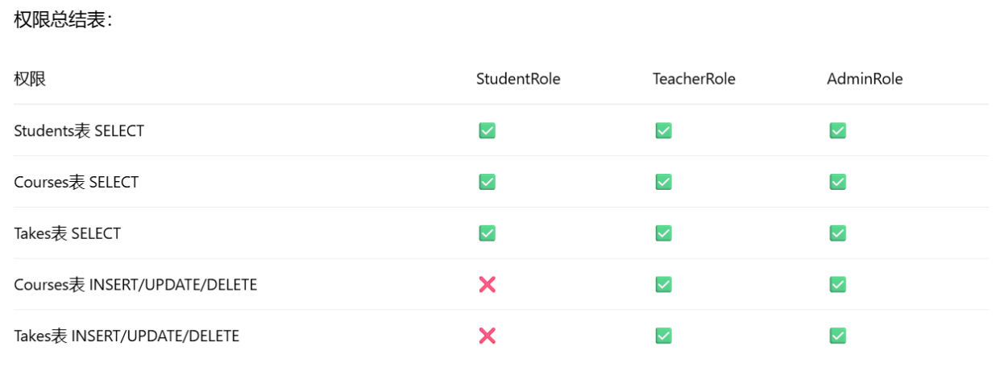 权限总结表：
权限 StudentRole TeacherRole AdminRole
Students表 SELECT ✅ ✅ ✅
Courses表 SELECT ✅ ✅ ✅
Takes表 SELECT ✅ ✅ ✅
Courses表 INSERT/UPDATE/DELETE ❌ ✅ ✅
Takes表 INSERT/UPDATE/DELETE ❌ ✅ ✅